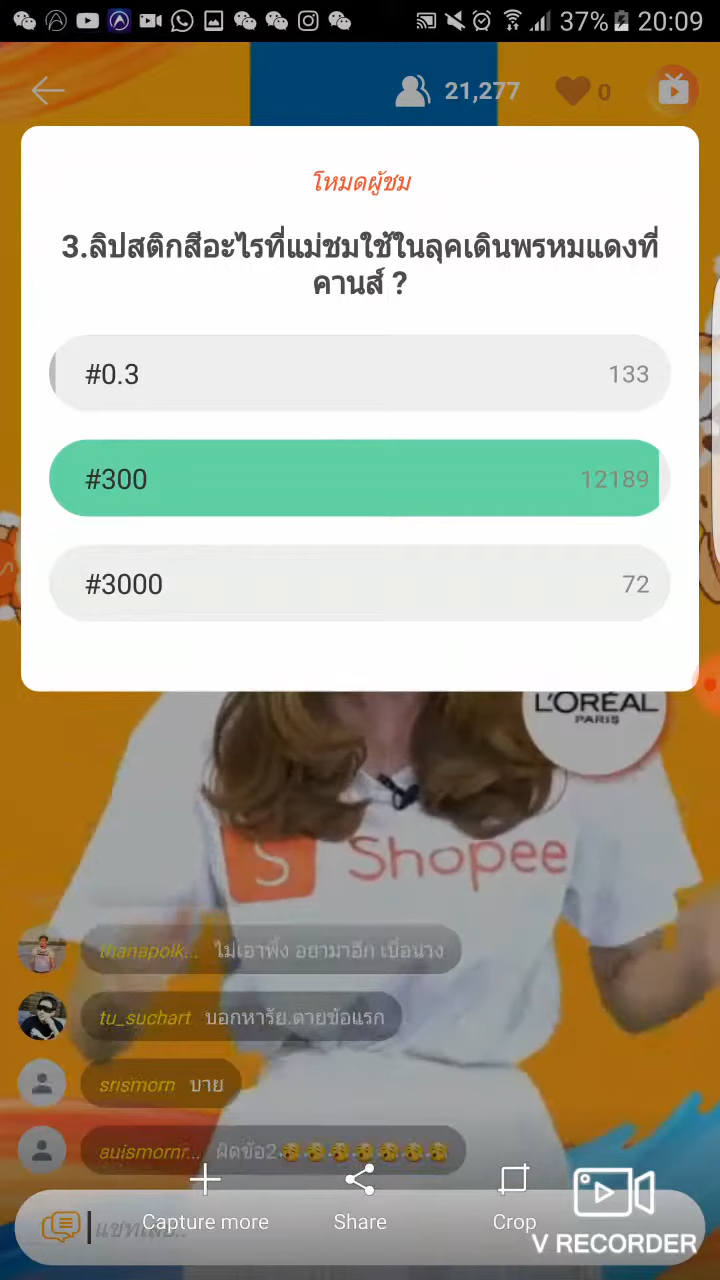 37% 20:09
21,277 0
โหมดผู้ชม
3.ลิปสติกสีอะไรที่แม่ชมใช้ในลุคเดินพรหมแดงที่
คานส์ ?
#0.3 133
#300 12189
#3000 72
L'ORÉAL
PARIS
S Shopee
thanapolk... ไม่เอาพิ้ง อยามาอีก เบื่อนาง
tu_suchart บอกหารัย.ตายข้อแรก
srismorn บาย
auismornr... ผิดข้อ2
Capture more Share Crop
V RECORDER